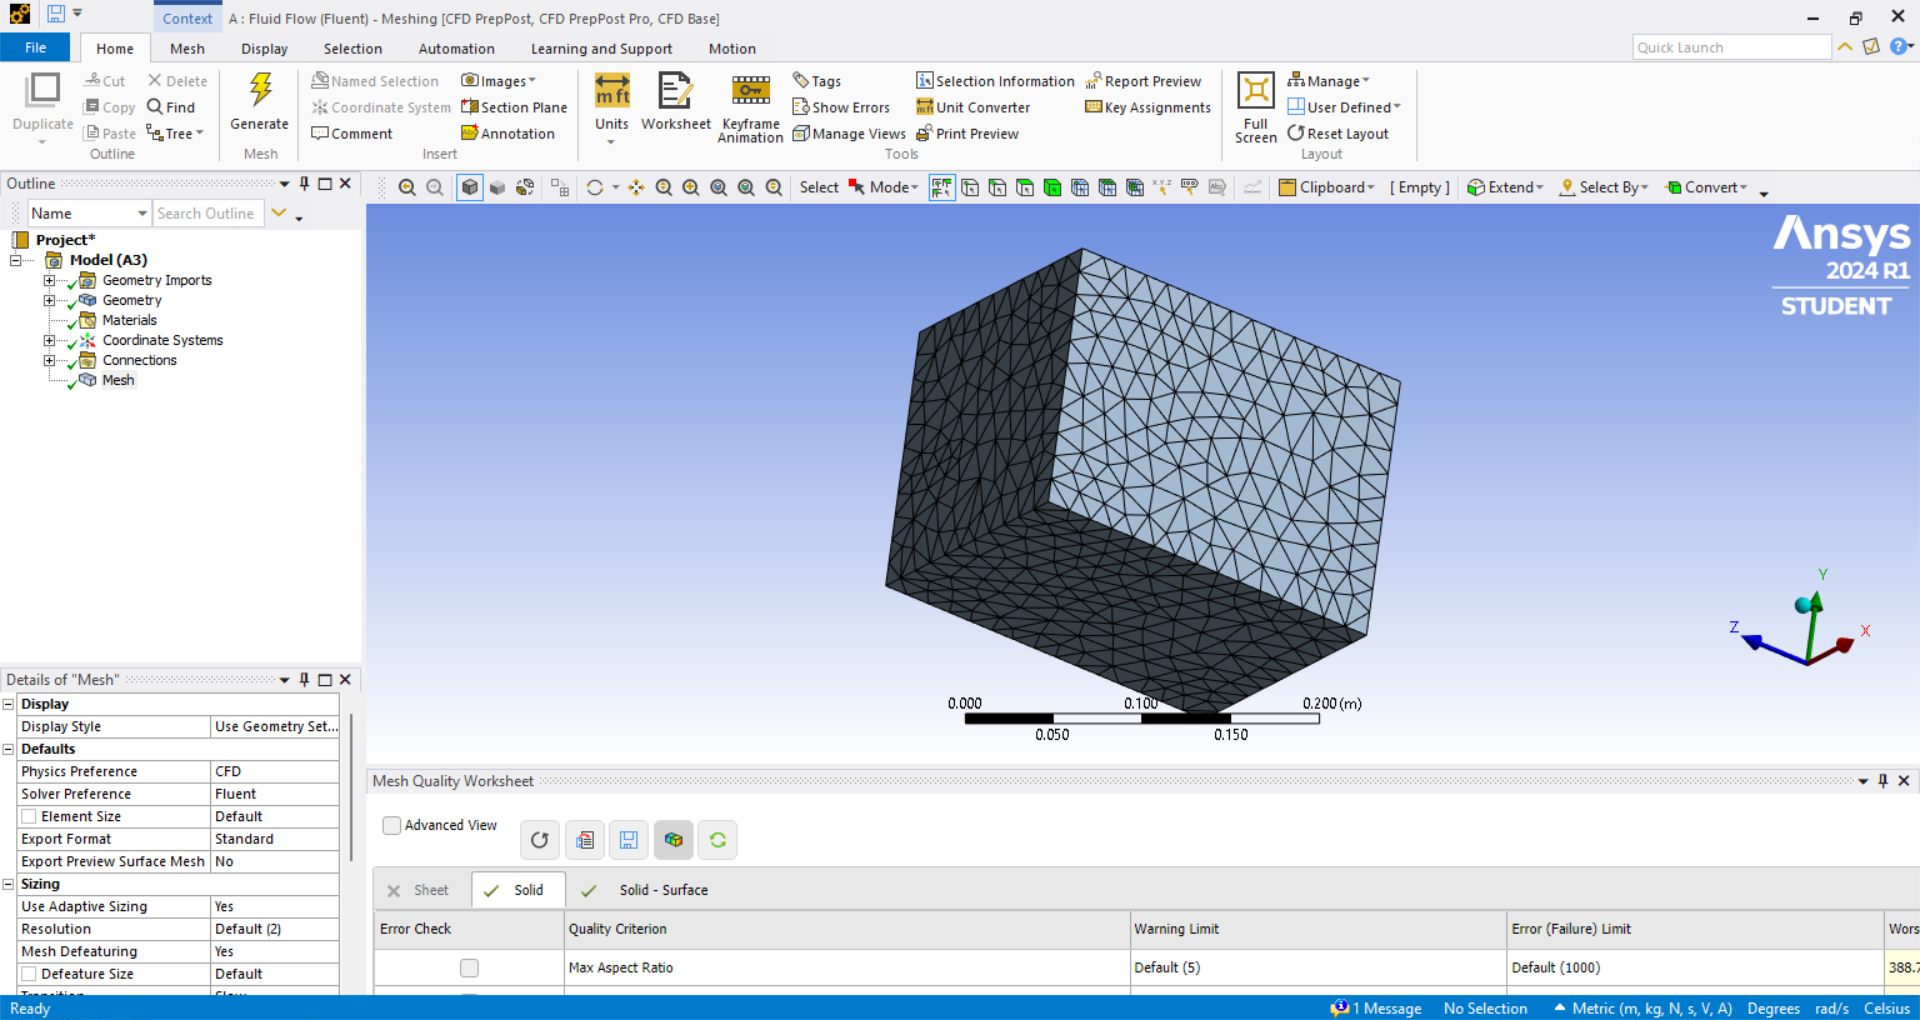 Context
A : Fluid Flow (Fluent) - Meshing [CFD PrepPost, CFD PrepPost Pro, CFD Base]
File Home Mesh Display Selection Automation Learning and Support Motion
Quick Launch
Duplicate
Cut
Copy
Paste
Delete
Find
Tree
Outline
Generate
Mesh
Named Selection
Coordinate System
Comment
Images
Section Plane
Annotation
Insert
Units
Worksheet
Keyframe
Animation
Tags
Show Errors
Manage Views
Selection Information
Unit Converter
Print Preview
Report Preview
Key Assignments
Tools
Full
Screen
Manage
User Defined
Reset Layout
Layout
Outline
Name
Search Outline
Select
Mode
Clipboard
[ Empty ]
Extend
Select By
Convert
Project*
Model (A3)
Geometry Imports
Geometry
Materials
Coordinate Systems
Connections
Mesh
Ansys
2024 R1
STUDENT
Y
Z
X
0.000 0.100 0.200 (m)
0.050 0.150
Details of "Mesh"
Display
Display Style Use Geometry Set...
Defaults
Physics Preference CFD
Solver Preference Fluent
Element Size Default
Export Format Standard
Export Preview Surface Mesh No
Sizing
Use Adaptive Sizing Yes
Resolution Default (2)
Mesh Defeaturing Yes
Defeature Size Default
Mesh Quality Worksheet
Advanced View
Sheet Solid Solid - Surface
Error Check Quality Criterion Warning Limit Error (Failure) Limit Wors
Max Aspect Ratio Default (5) Default (1000) 388.7
Ready
1 Message No Selection Metric (m, kg, N, s, V, A) Degrees rad/s Celsius